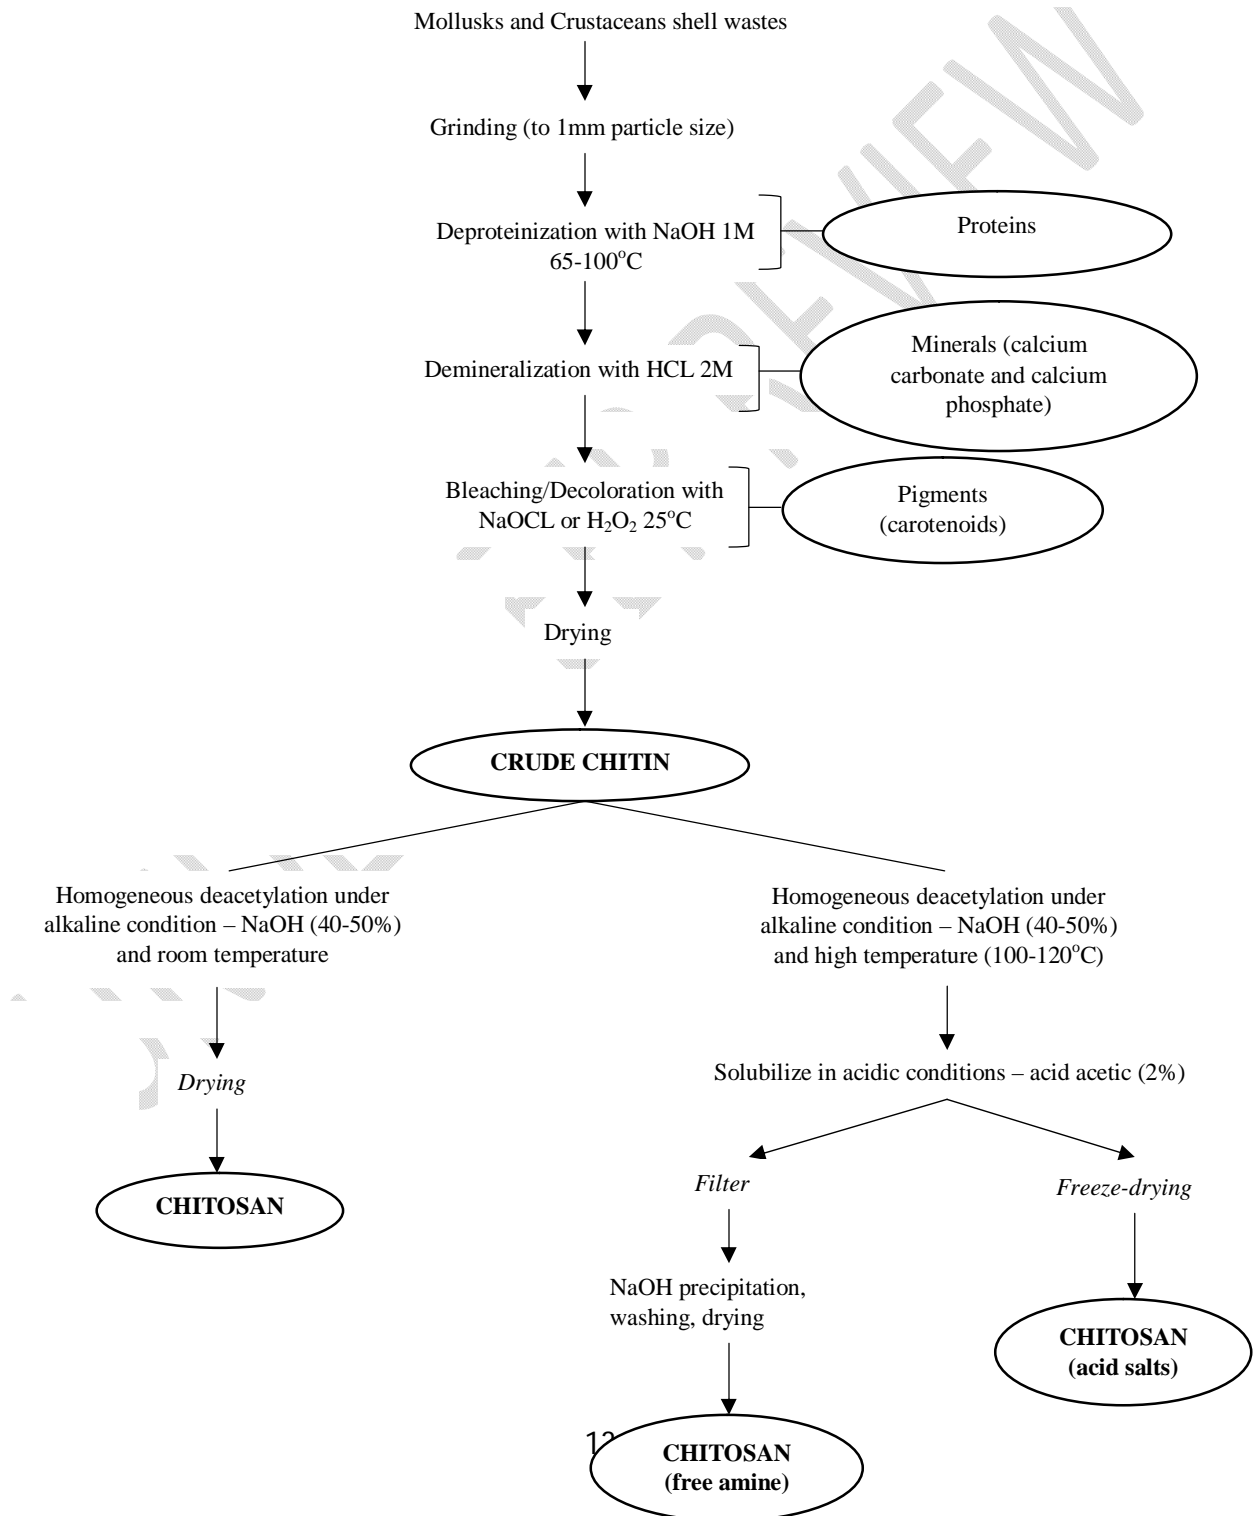 Mollusks and Crustaceans shell wastes
Grinding (to 1mm particle size)
Deproteinization with NaOH 1M
65-100°C
Proteins
Demineralization with HCL 2M
Minerals (calcium
carbonate and calcium
phosphate)
Bleaching/Decoloration with
NaOCL or H₂O₂ 25°C
Pigments
(carotenoids)
Drying
CRUDE CHITIN
Homogeneous deacetylation under
alkaline condition – NaOH (40-50%)
and room temperature
Homogeneous deacetylation under
alkaline condition – NaOH (40-50%)
and high temperature (100-120°C)
Drying
CHITOSAN
Solubilize in acidic conditions – acid acetic (2%)
Filter
Freeze-drying
NaOH precipitation,
washing, drying
CHITOSAN
(acid salts)
CHITOSAN
(free amine)